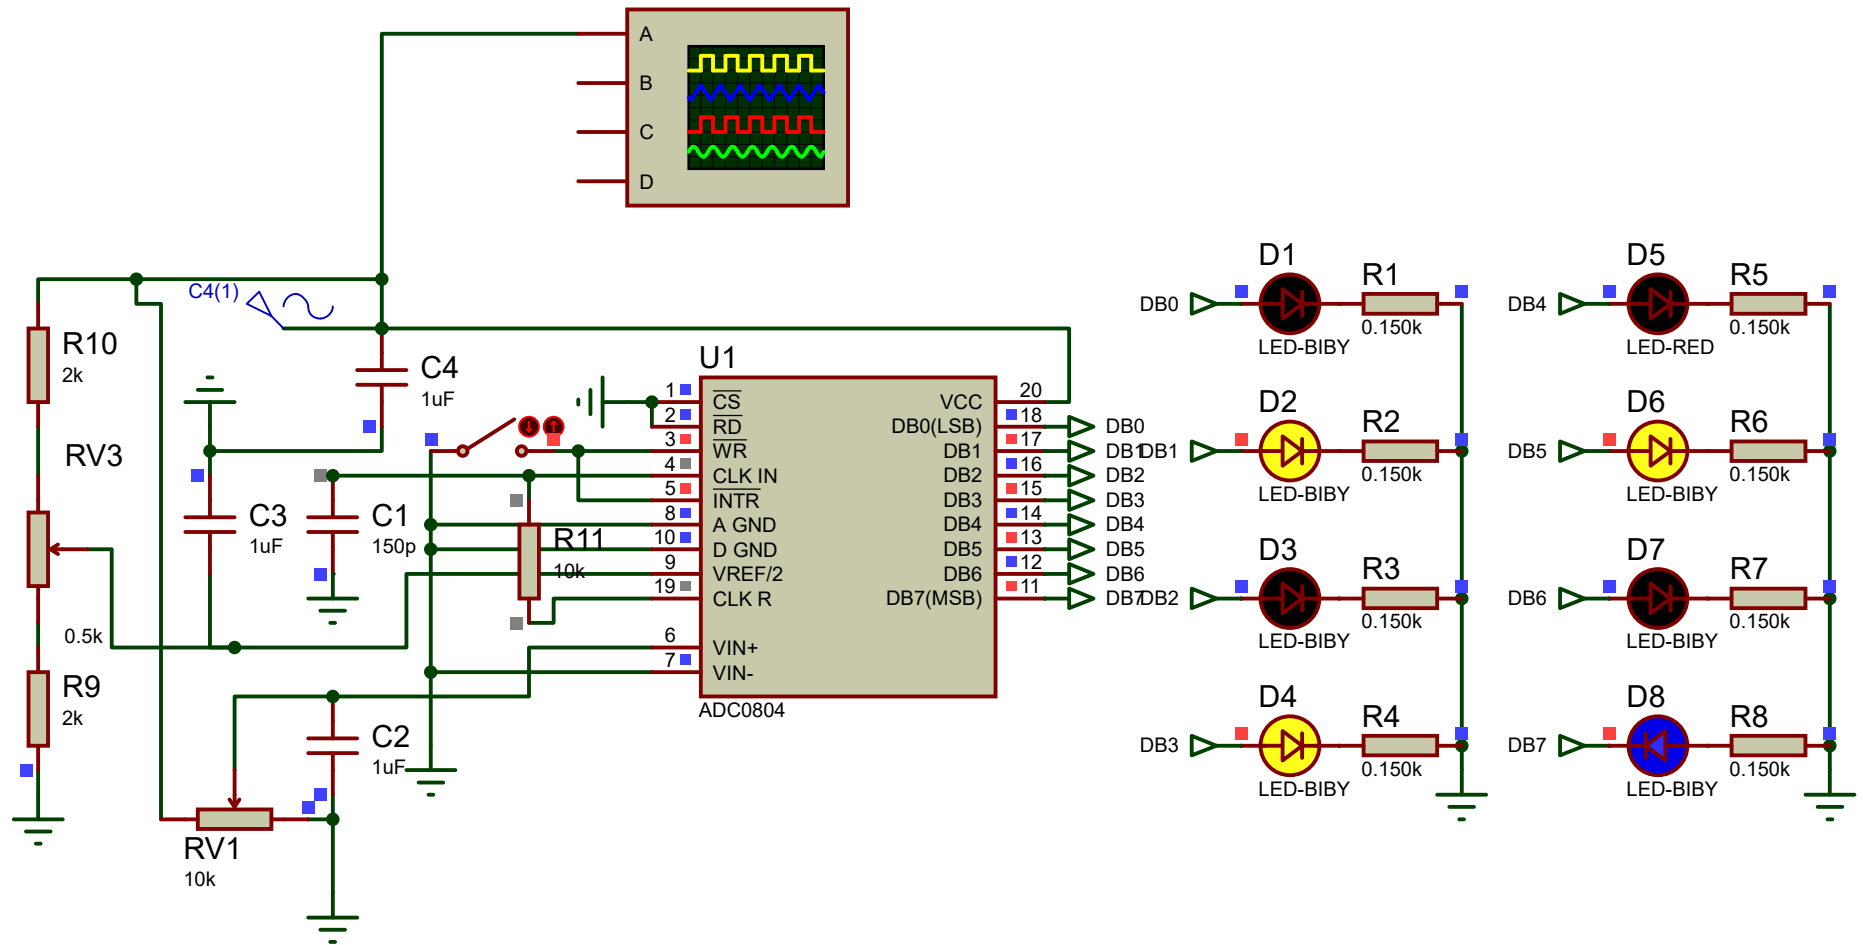 A
B
C
D
C4(1)
R10
2k
RV3
0.5k
R9
2k
C3
1uF
C1
150p
C4
1uF
R11
10k
C2
1uF
RV1
10k
U1
1 CS
2 RD
3 WR
4 CLK IN
5 INTR
8 A GND
10 D GND
9 VREF/2
19 CLK R
6 VIN+
7 VIN-
VCC 20
DB0(LSB) 18 DB0
DB1 17 DB1
DB2 16 DB2
DB3 15 DB3
DB4 14 DB4
DB5 13 DB5
DB6 12 DB6
DB7(MSB) 11 DB7
ADC0804
DB0 D1 LED-BIBY R1 0.150k
DB1 D2 LED-BIBY R2 0.150k
DB2 D3 LED-BIBY R3 0.150k
DB3 D4 LED-BIBY R4 0.150k
DB4 D5 LED-RED R5 0.150k
DB5 D6 LED-BIBY R6 0.150k
DB6 D7 LED-BIBY R7 0.150k
DB7 D8 LED-BIBY R8 0.150k